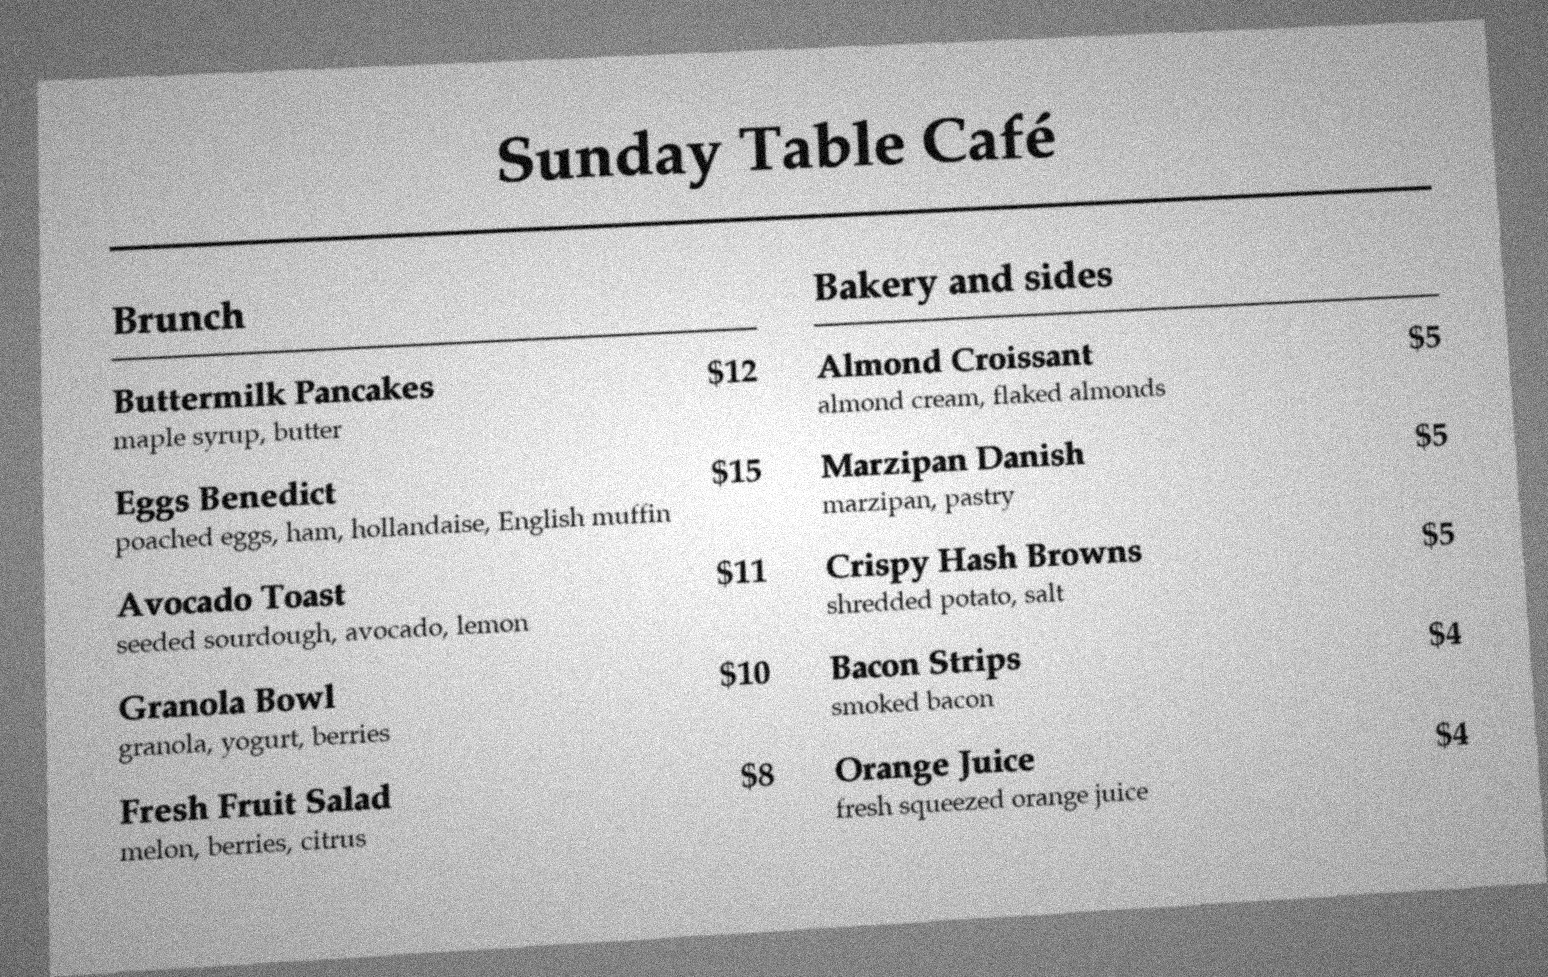 Sunday Table Café
Brunch
Buttermilk Pancakes $12
maple syrup, butter
Eggs Benedict $15
poached eggs, ham, hollandaise, English muffin
Avocado Toast $11
seeded sourdough, avocado, lemon
Granola Bowl $10
granola, yogurt, berries
Fresh Fruit Salad $8
melon, berries, citrus
Bakery and sides
Almond Croissant $5
almond cream, flaked almonds
Marzipan Danish $5
marzipan, pastry
Crispy Hash Browns $5
shredded potato, salt
Bacon Strips $4
smoked bacon
Orange Juice $4
fresh squeezed orange juice